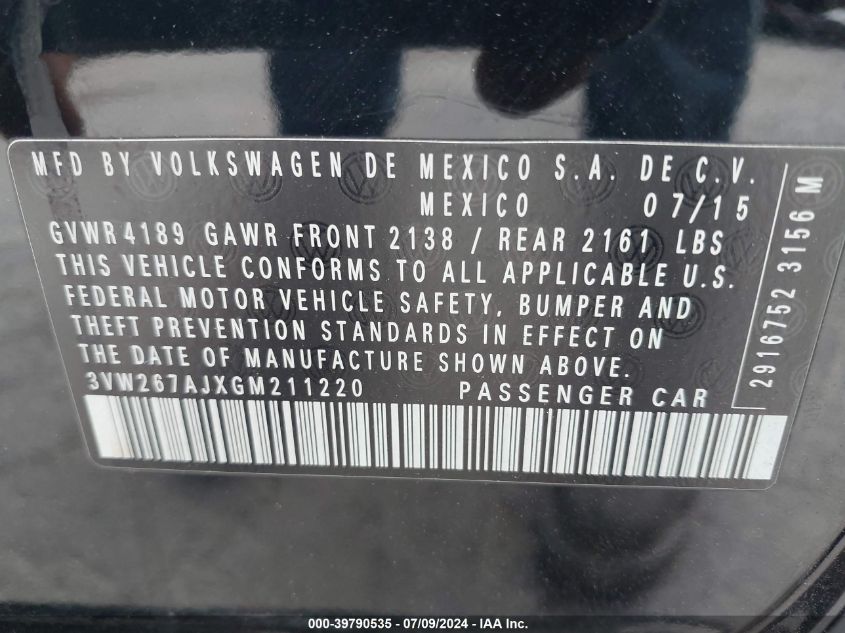 MFD BY VOLKSWAGEN DE MEXICO S.A. DE C.V.
MEXICO 07/15
GVWR 4189 GAWR FRONT 2138 / REAR 2161 LBS
THIS VEHICLE CONFORMS TO ALL APPLICABLE U.S.
FEDERAL MOTOR VEHICLE SAFETY, BUMPER AND
THEFT PREVENTION STANDARDS IN EFFECT ON
THE DATE OF MANUFACTURE SHOWN ABOVE.
3VW267AJXGM211220 PASSENGER CAR
2916752 3156 M
000-39790535 - 07/09/2024 - IAA Inc.